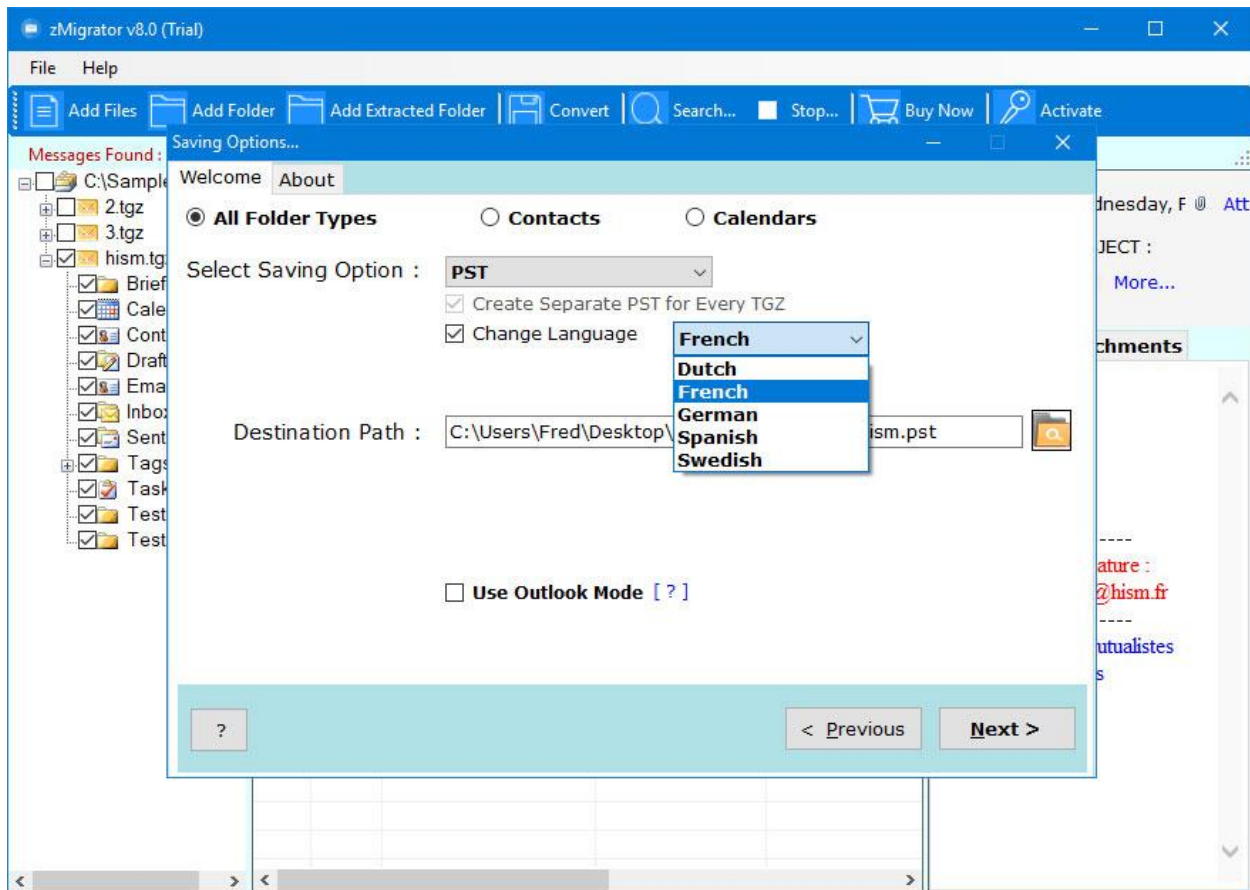 zMigrator v8.0 (Trial)
File Help
Add Files Add Folder Add Extracted Folder Convert Search... Stop... Buy Now Activate
Messages Found :
Saving Options...
C:\Sample
2.tgz
3.tgz
hism.tg
Brief
Cale
Cont
Draft
Ema
Inbo
Sent
Tags
Task
Test
Test
Welcome About
All Folder Types Contacts Calendars
Select Saving Option : PST
Create Separate PST for Every TGZ
Change Language French
Dutch
French
German
Spanish
Swedish
Destination Path : C:\Users\Fred\Desktop\ ism.pst
Use Outlook Mode [ ? ]
? < Previous Next >
dnesday, F Att
JECT :
More...
chments
----
ature :
@hism.fr
----
utualistes
s